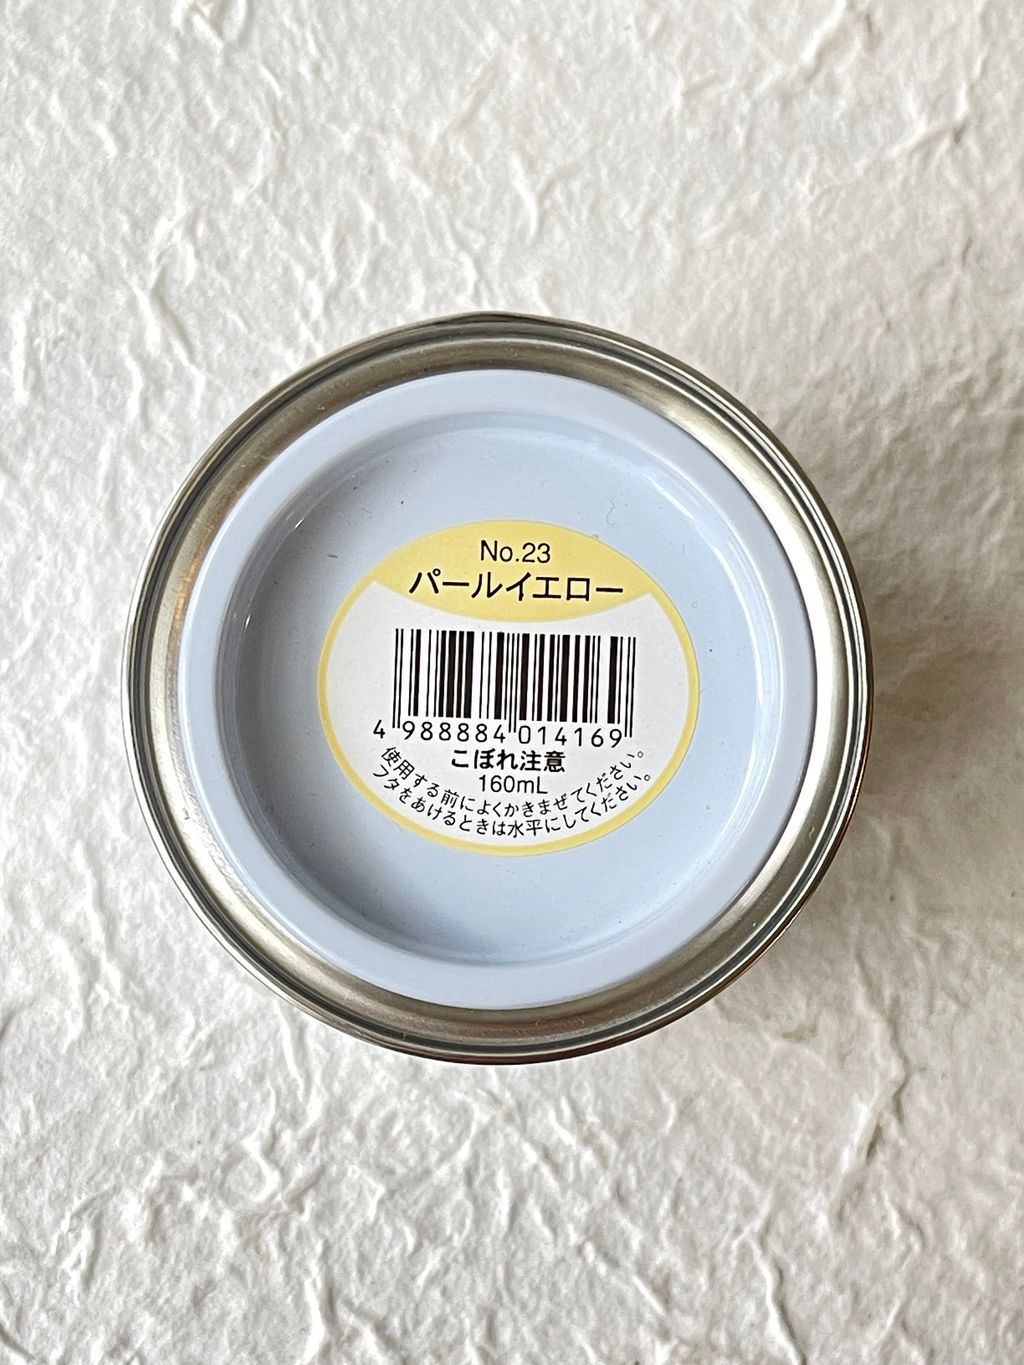 No.23
パールイエロー
4 988884 014169
こぼれ注意
160mL
使用する前によくかきまぜてください。
フタをあけるときは水平にしてください。